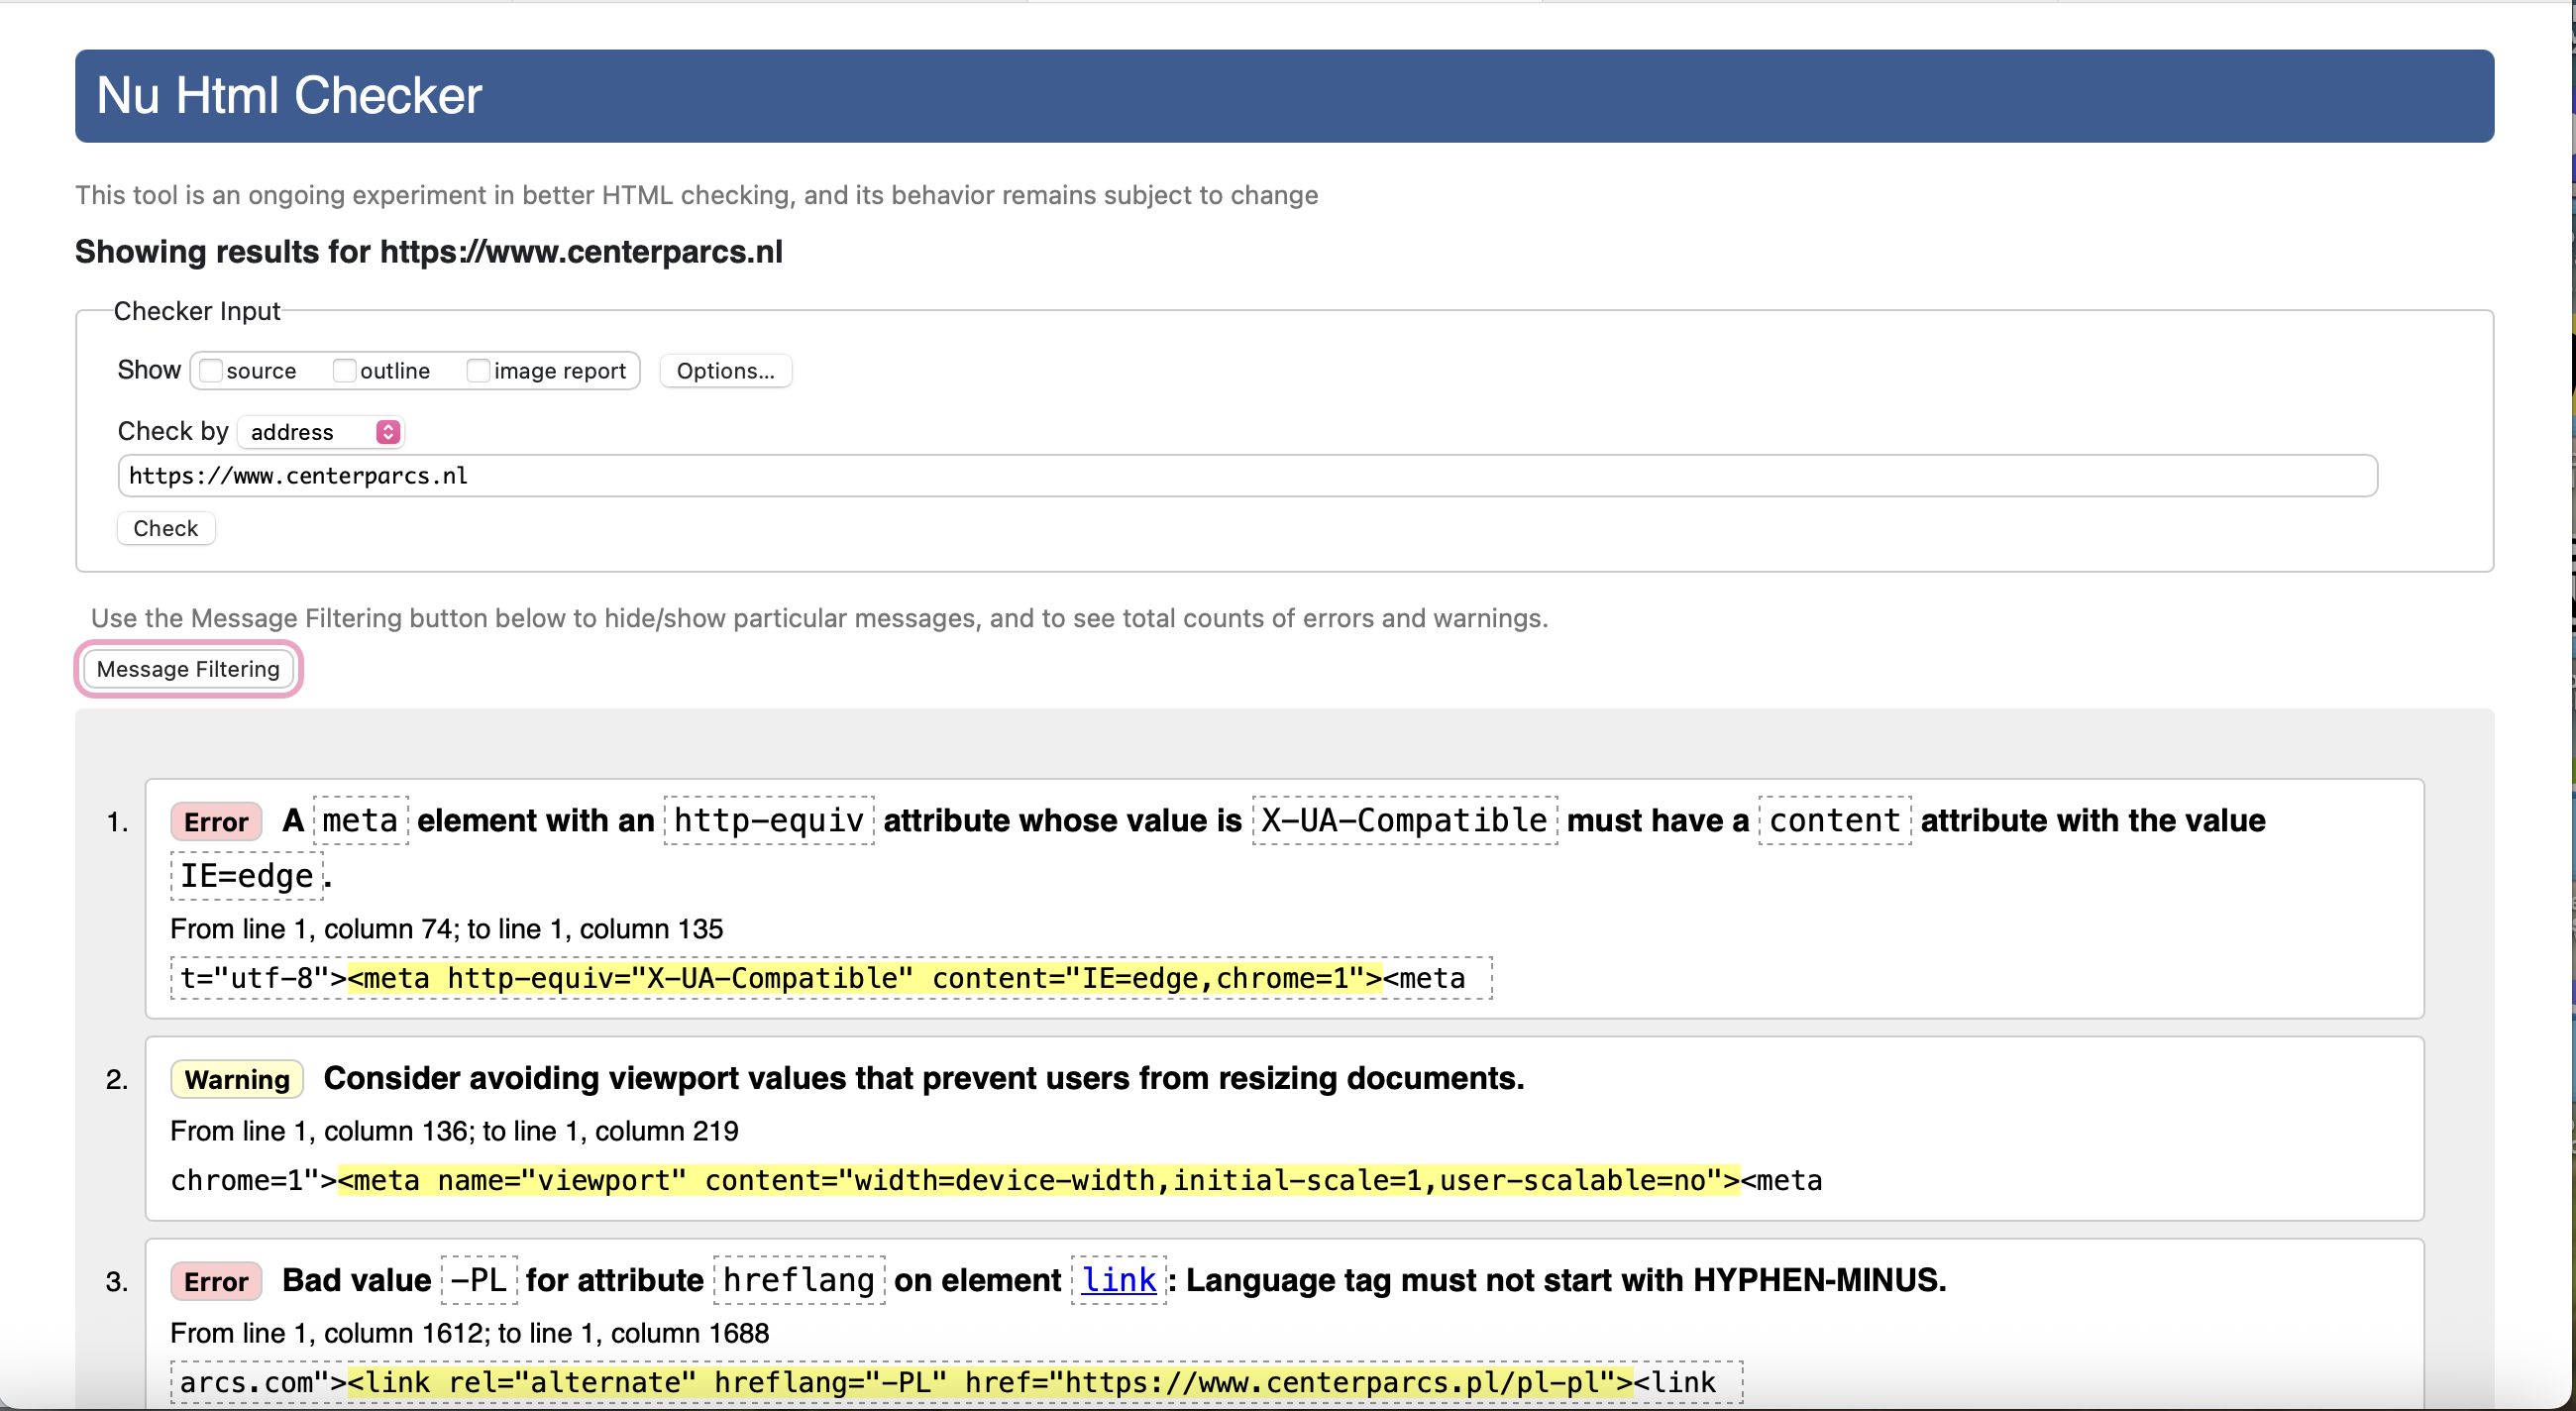 Nu Html Checker
This tool is an ongoing experiment in better HTML checking, and its behavior remains subject to change
Showing results for https://www.centerparcs.nl
Checker Input
Show source outline image report Options...
Check by address
https://www.centerparcs.nl
Check
Use the Message Filtering button below to hide/show particular messages, and to see total counts of errors and warnings.
Message Filtering
1. Error A meta element with an http-equiv attribute whose value is X-UA-Compatible must have a content attribute with the value
IE=edge.
From line 1, column 74; to line 1, column 135
t="utf-8"><meta http-equiv="X-UA-Compatible" content="IE=edge,chrome=1"><meta
2. Warning Consider avoiding viewport values that prevent users from resizing documents.
From line 1, column 136; to line 1, column 219
chrome=1"><meta name="viewport" content="width=device-width,initial-scale=1,user-scalable=no"><meta
3. Error Bad value -PL for attribute hreflang on element link: Language tag must not start with HYPHEN-MINUS.
From line 1, column 1612; to line 1, column 1688
arcs.com"><link rel="alternate" hreflang="-PL" href="https://www.centerparcs.pl/pl-pl"><link